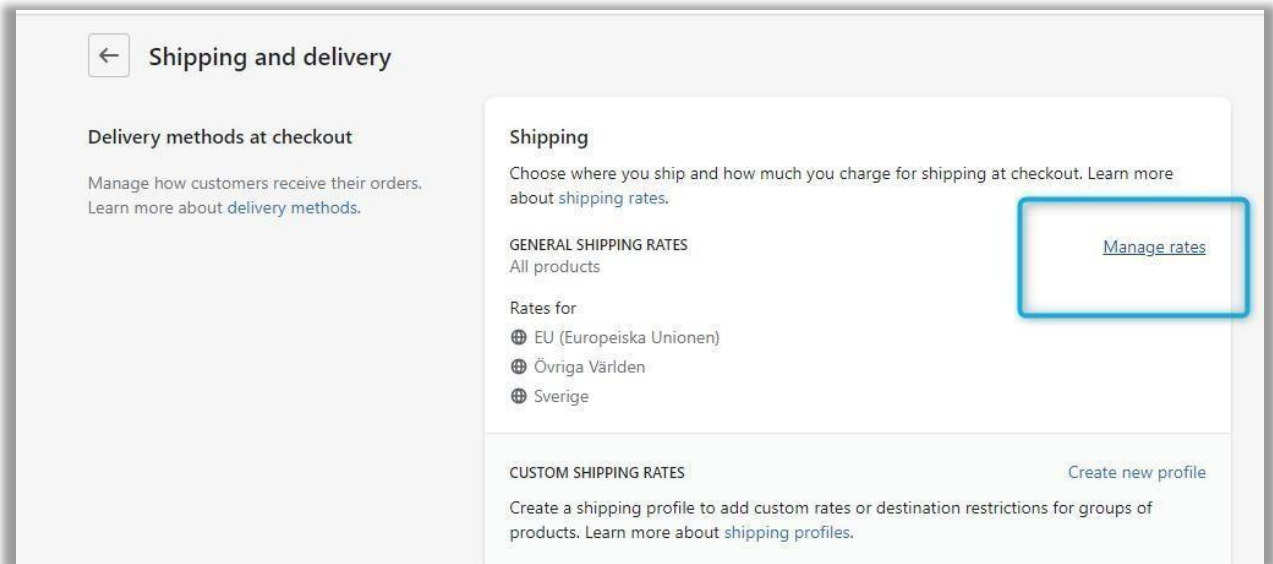 Shipping and delivery
Delivery methods at checkout
Manage how customers receive their orders.
Learn more about delivery methods.
Shipping
Choose where you ship and how much you charge for shipping at checkout. Learn more
about shipping rates.
GENERAL SHIPPING RATES
Manage rates
All products
Rates for
EU (Europeiska Unionen)
Övriga Världen
Sverige
CUSTOM SHIPPING RATES
Create new profile
Create a shipping profile to add custom rates or destination restrictions for groups of
products. Learn more about shipping profiles.